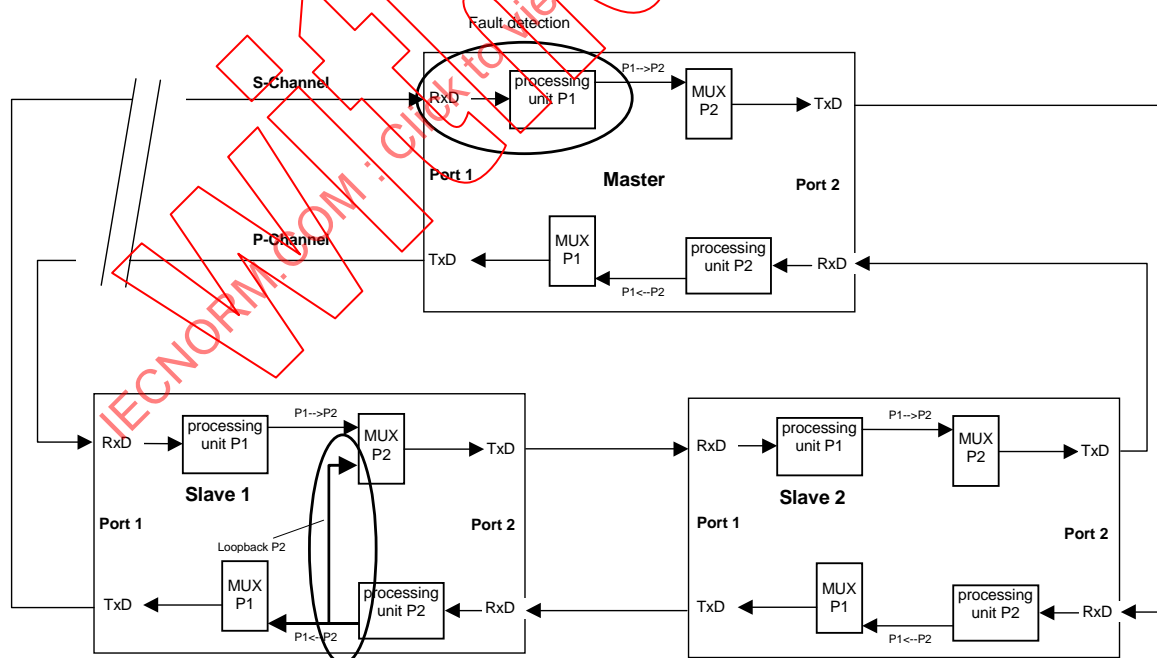 Fault detection
S-Channel
RxD
processing
unit P1
P1-->P2
MUX
P2
TxD
Port 1
Master
Port 2
P-Channel
TxD
MUX
P1
P1<--P2
processing
unit P2
RxD
IECNORM.COM : Click to vie
RxD
processing
unit P1
P1-->P2
MUX
P2
TxD
Slave 1
Port 1
Port 2
Loopback P2
TxD
MUX
P1
P1<--P2
processing
unit P2
RxD
RxD
processing
unit P1
P1-->P2
MUX
P2
TxD
Slave 2
Port 1
Port 2
TxD
MUX
P1
P1<--P2
processing
unit P2
RxD